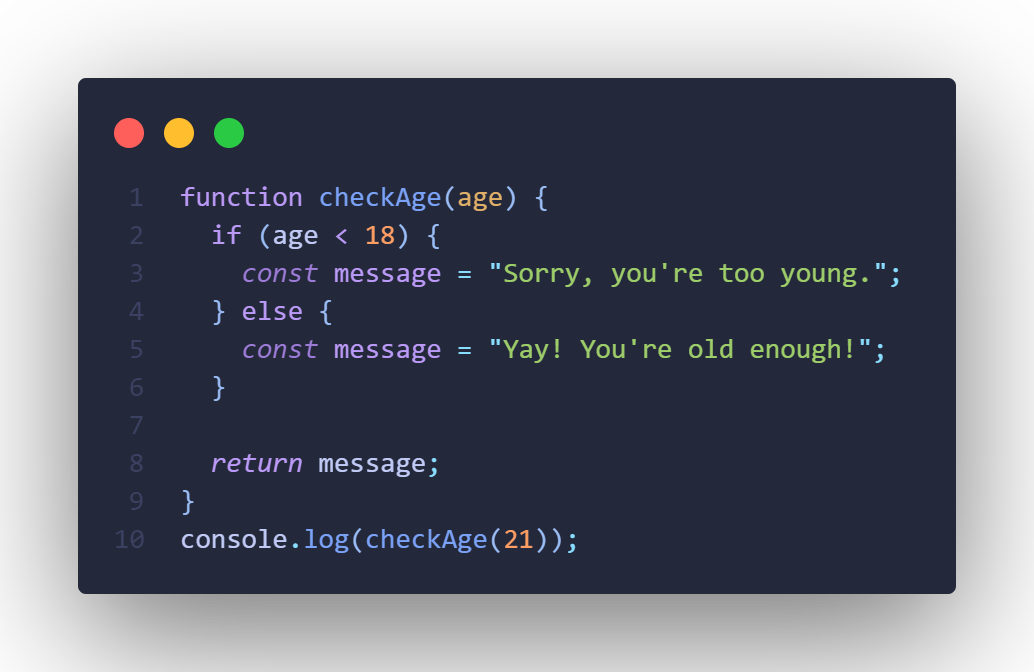 1 function checkAge(age) {
2   if (age < 18) {
3     const message = "Sorry, you're too young.";
4   } else {
5     const message = "Yay! You're old enough!";
6   }
7
8   return message;
9 }
10 console.log(checkAge(21));